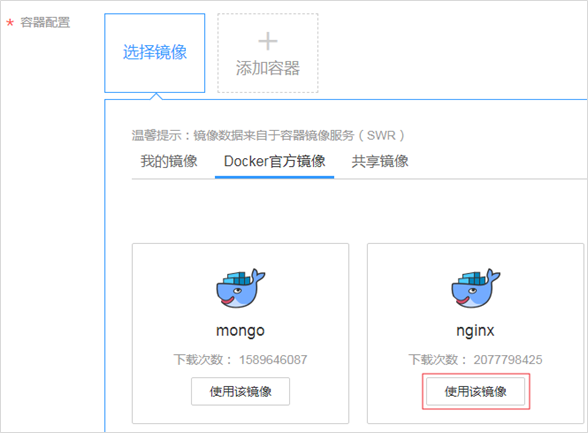 * 容器配置
选择镜像
+
添加容器
温馨提示：镜像数据来自于容器镜像服务（SWR）
我的镜像 Docker官方镜像 共享镜像
mongo nginx
下载次数： 1589646087 下载次数： 2077798425
使用该镜像 使用该镜像